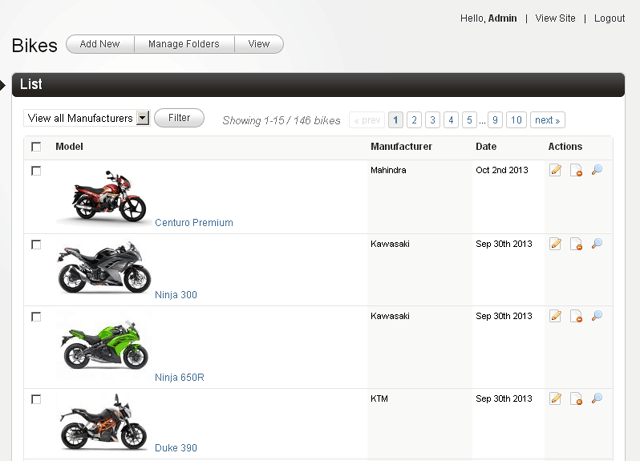 Hello, Admin | View Site | Logout
Bikes Add New Manage Folders View
List
View all Manufacturers Filter Showing 1-15 / 146 bikes « prev 1 2 3 4 5 ... 9 10 next »
Model Manufacturer Date Actions
Mahindra Oct 2nd 2013
Centuro Premium
Kawasaki Sep 30th 2013
Ninja 300
Kawasaki Sep 30th 2013
Ninja 650R
KTM Sep 30th 2013
Duke 390